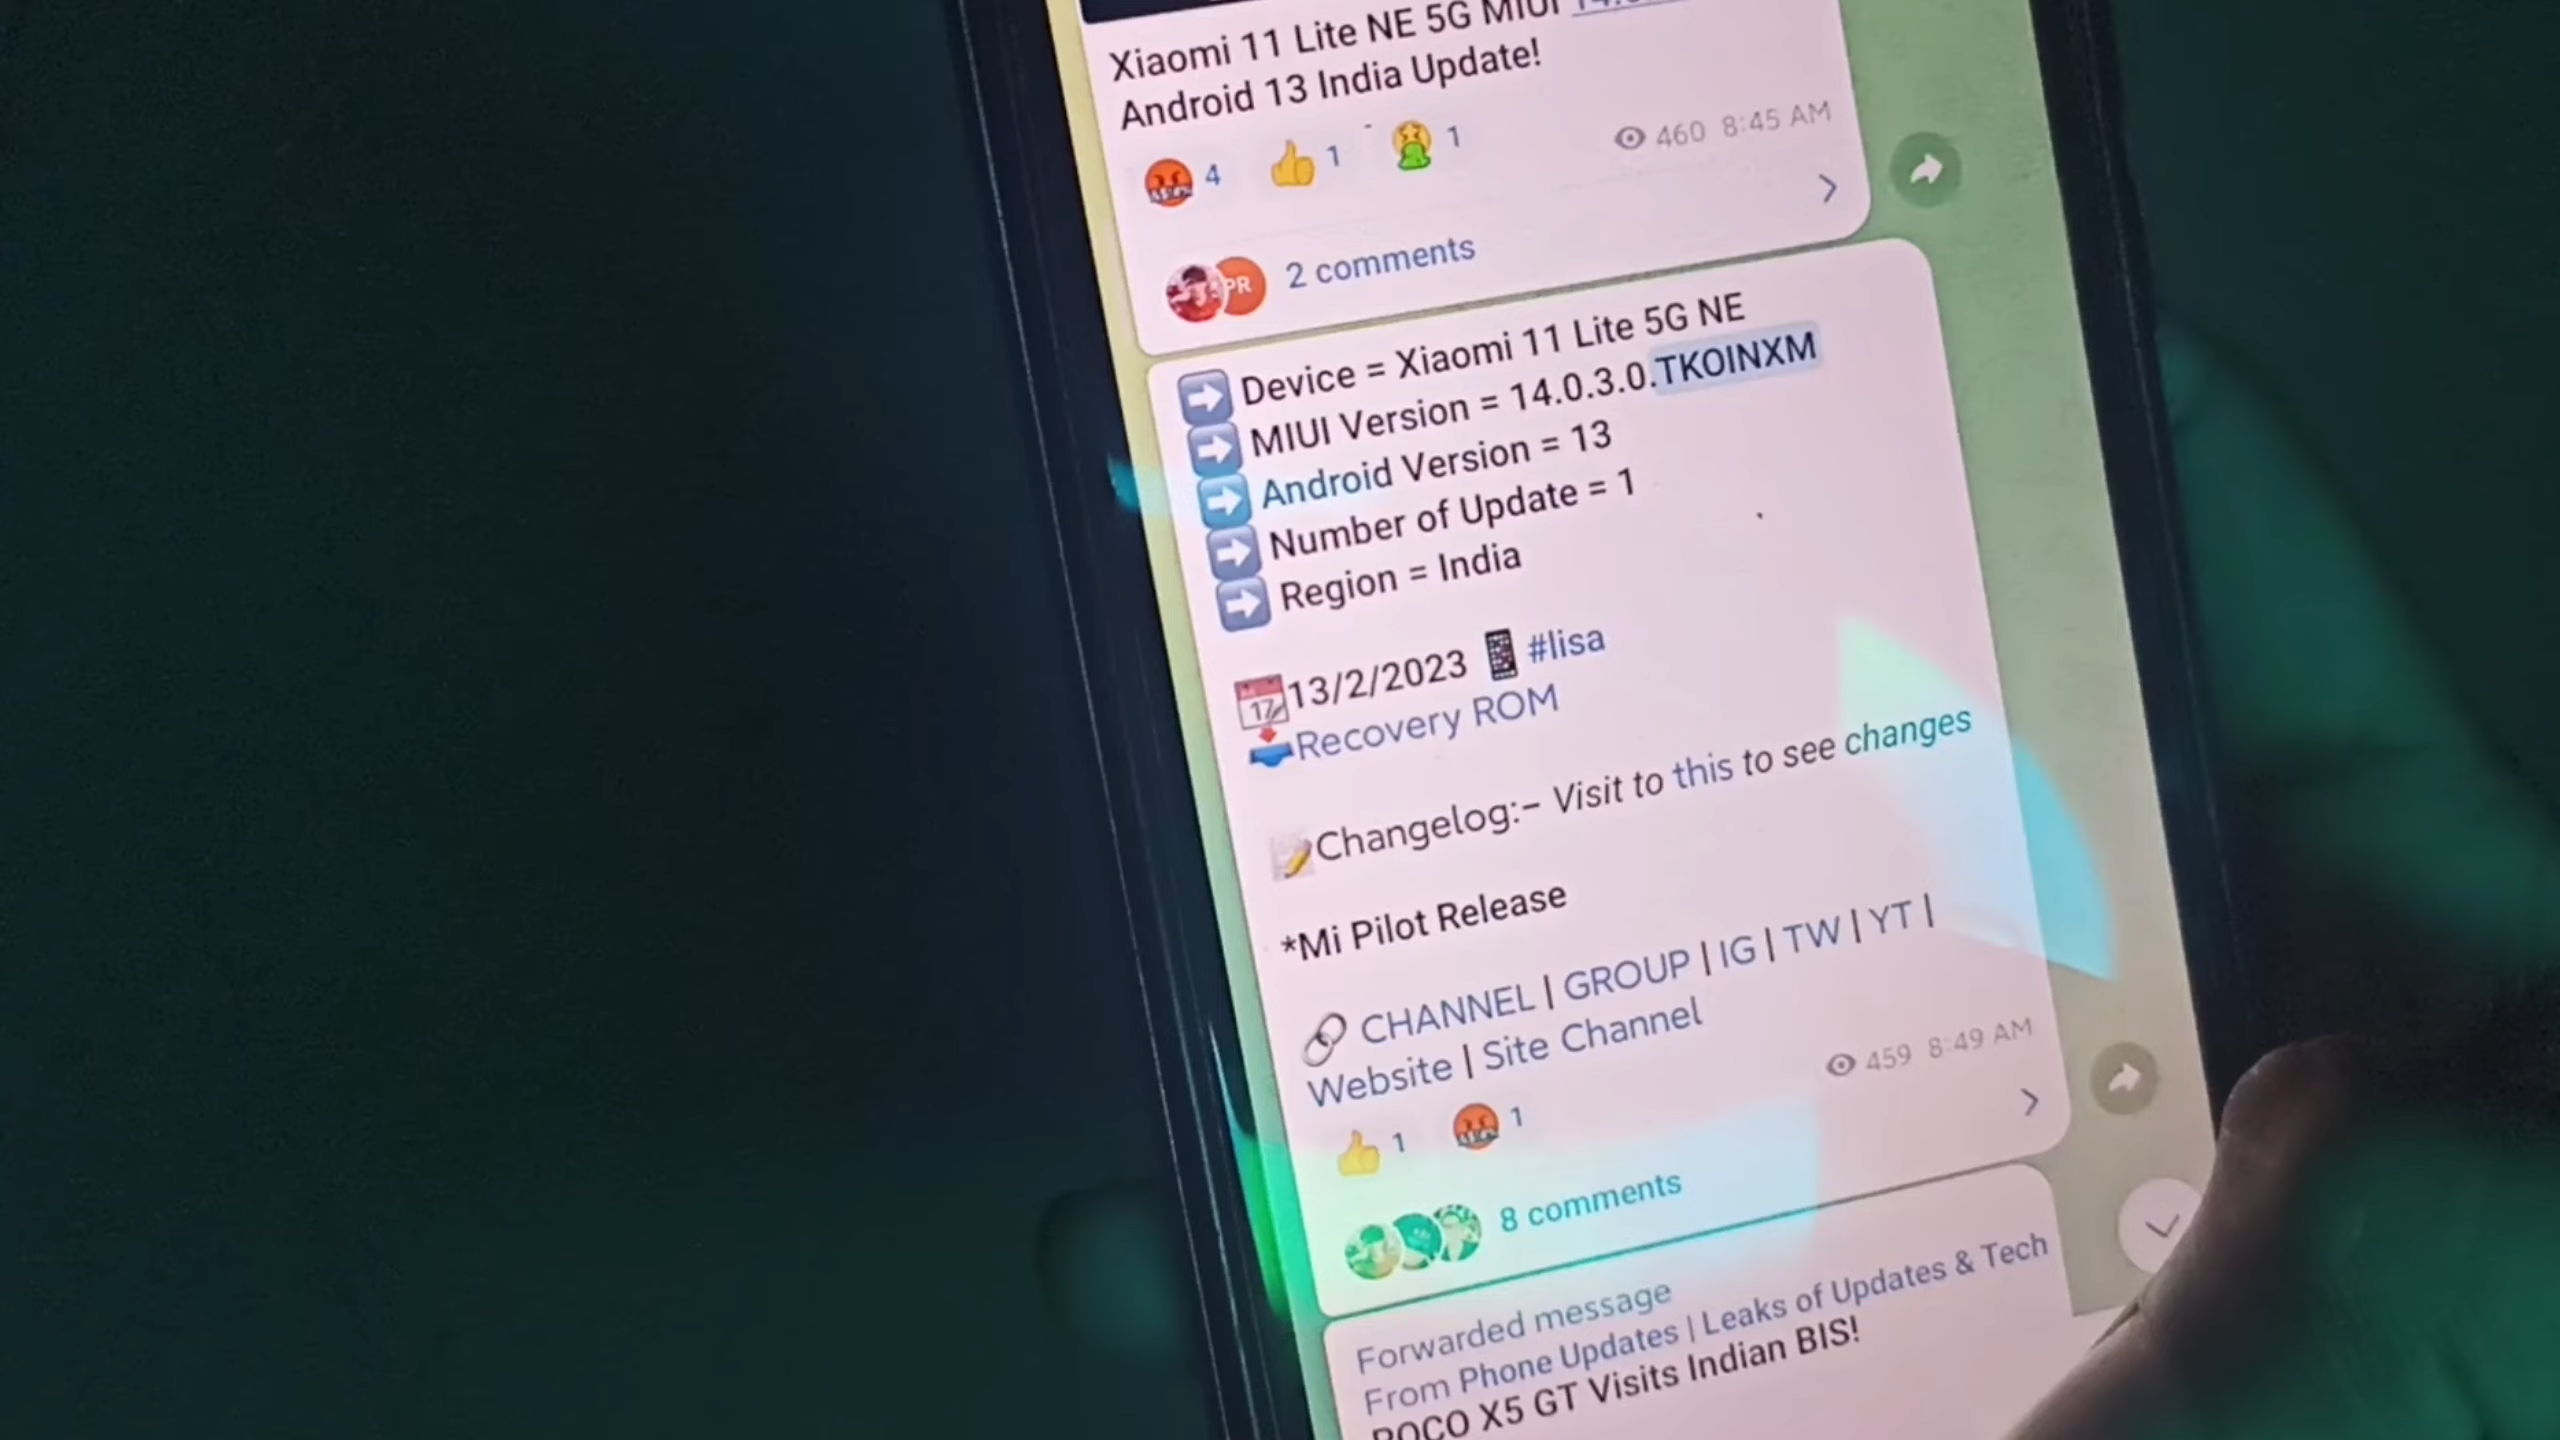 Xiaomi 11 Lite NE 5G MIUI
Android 13 India Update!
4 1 1
460 8:45 AM
PR
2 comments
Device = Xiaomi 11 Lite 5G NE
MIUI Version = 14.0.3.0.TKOINXM
Android Version = 13
Number of Update = 1
Region = India
17
13/2/2023 #lisa
Recovery ROM
Changelog:– Visit to this to see changes
*Mi Pilot Release
CHANNEL | GROUP | IG | TW | YT |
Website | Site Channel
459 8:49 AM
1 1
8 comments
Forwarded message
From Phone Updates | Leaks of Updates & Tech
POCO X5 GT Visits Indian BIS!